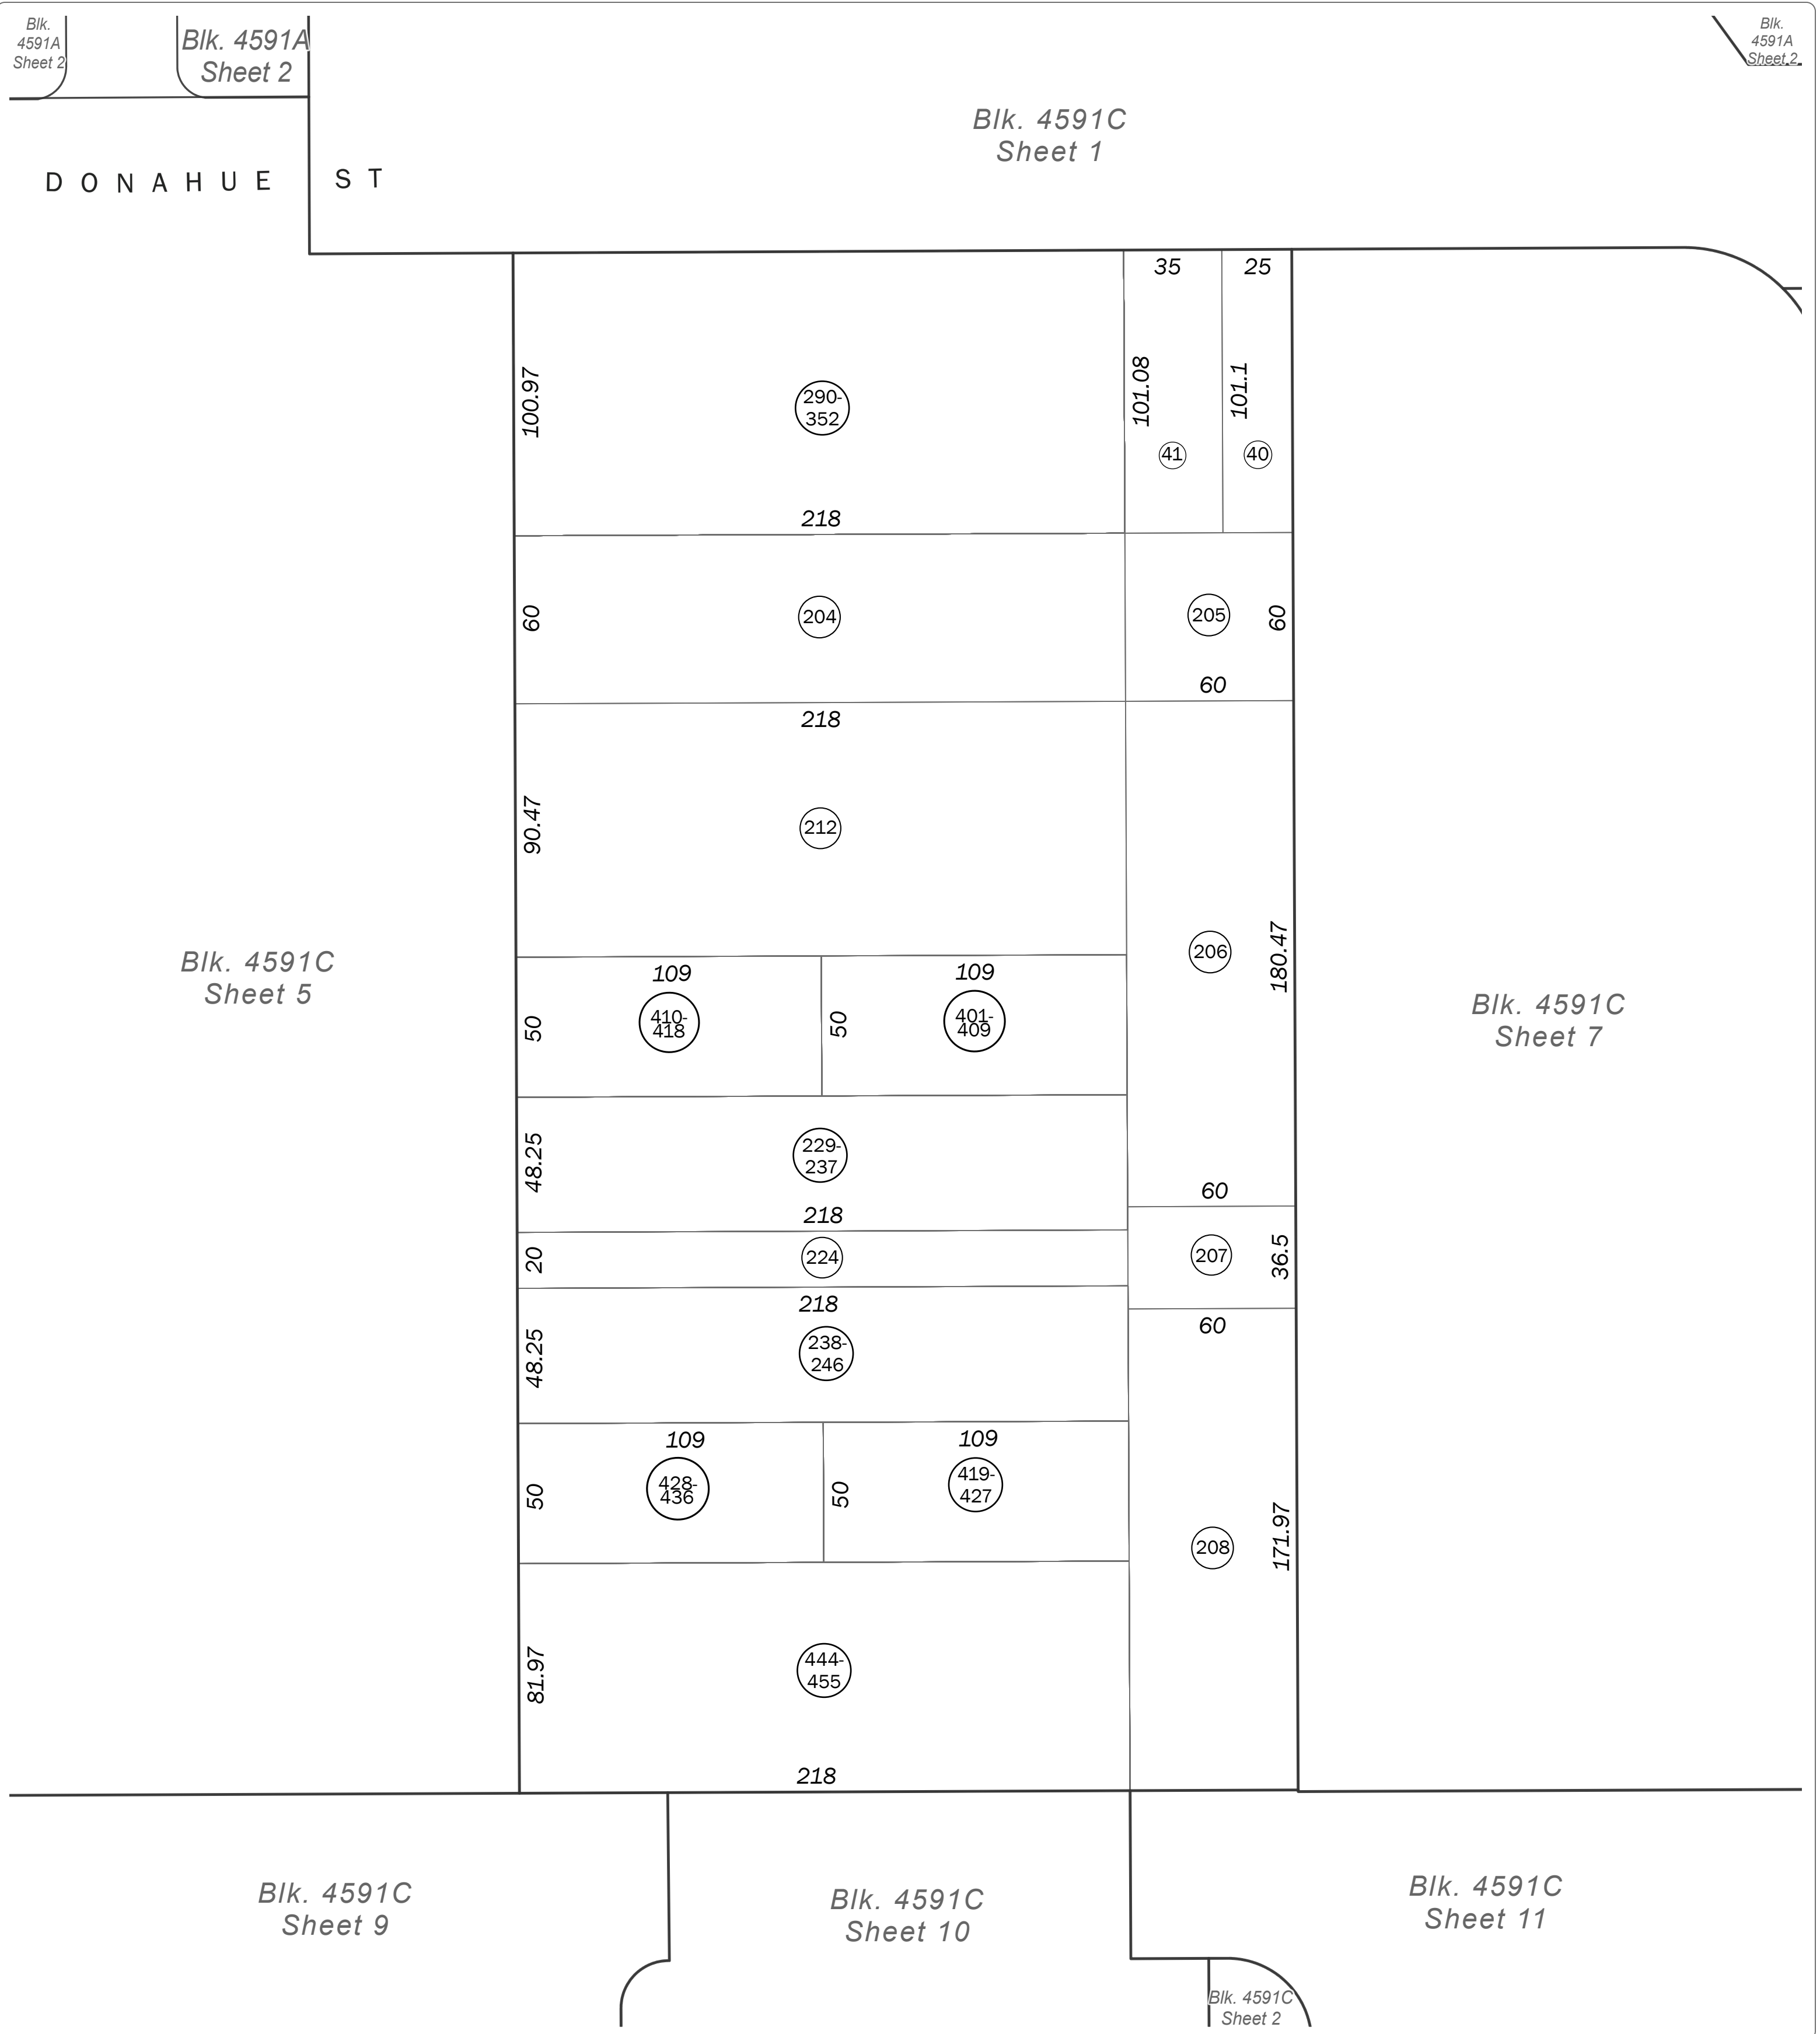 Blk.
4591A
Sheet 2
Blk. 4591A
Sheet 2
Blk.
4591A
Sheet 2
Blk. 4591C
Sheet 1
DONAHUE ST
35
25
100.97
290-
352
101.08
101.1
41
40
218
60
204
205
60
60
218
90.47
212
206
180.47
Blk. 4591C
Sheet 5
Blk. 4591C
Sheet 7
109
109
50
410-
418
50
401-
409
48.25
229-
237
60
218
20
224
207
36.5
218
60
48.25
238-
246
109
109
50
428-
436
50
419-
427
208
171.97
81.97
444-
455
218
Blk. 4591C
Sheet 9
Blk. 4591C
Sheet 10
Blk. 4591C
Sheet 11
Blk. 4591C
Sheet 2